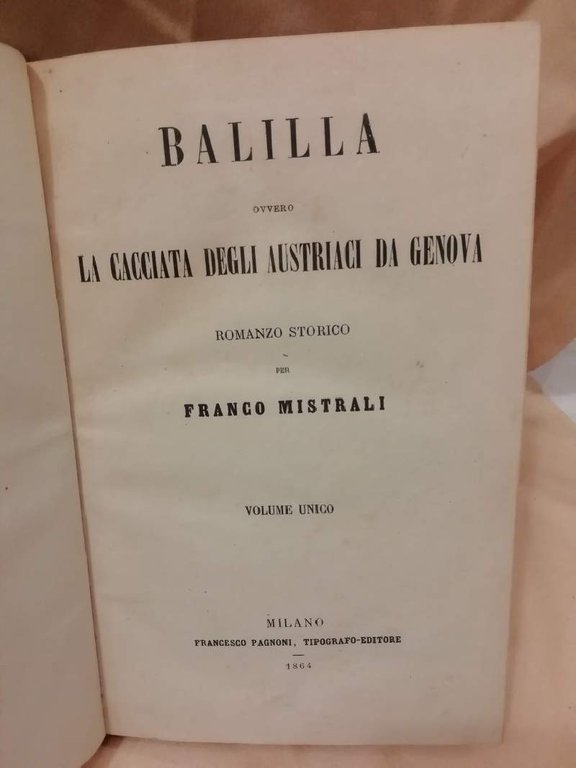 BALILLA
OVVERO
LA CACCIATA DEGLI AUSTRIACI DA GENOVA
ROMANZO STORICO
PER
FRANCO MISTRALI
VOLUME UNICO
MILANO
FRANCESCO PAGNONI, TIPOGRAFO-EDITORE
1864